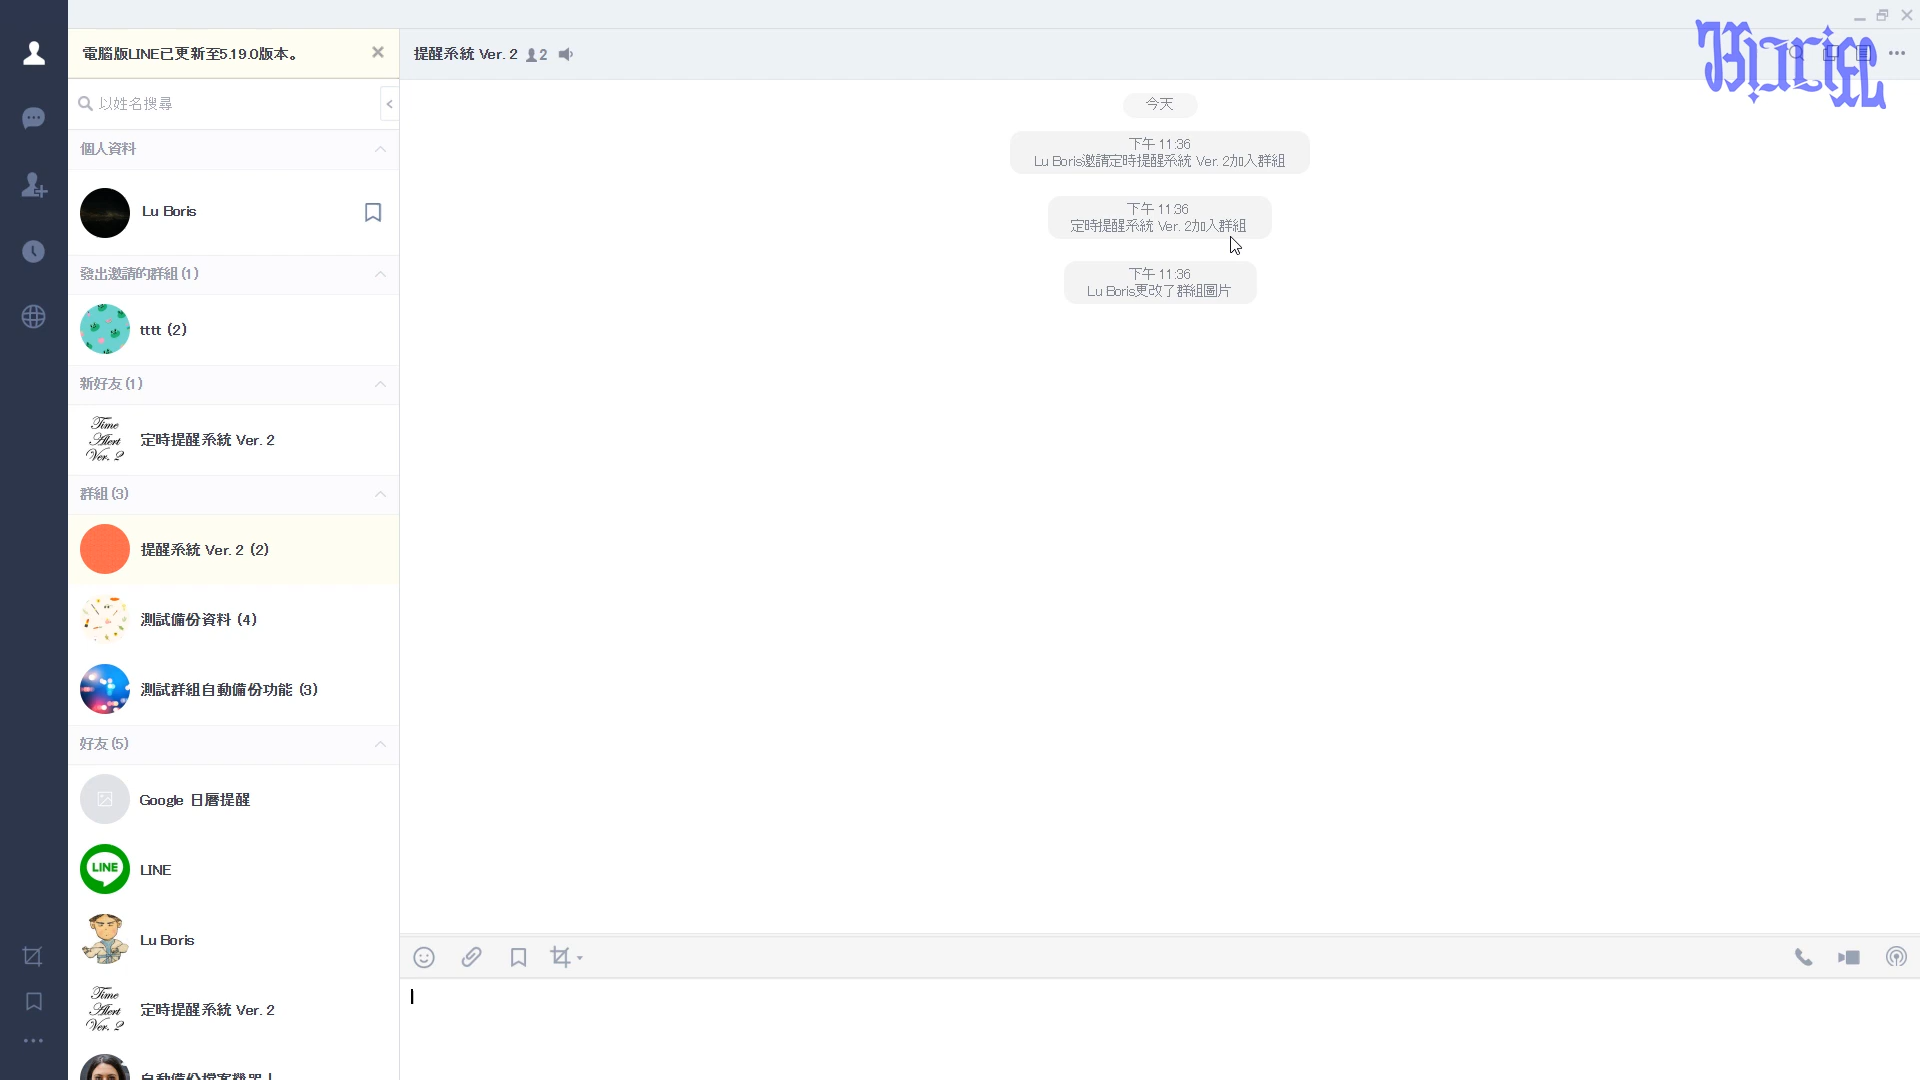 電腦版LINE已更新至5.19.0版本。
以姓名搜尋
個人資料
Lu Boris
發出邀請的群組 (1)
tttt (2)
新好友 (1)
Time
Alert
Ver. 2
定時提醒系統 Ver. 2
群組 (3)
提醒系統 Ver. 2 (2)
測試備份資料 (4)
測試群組自動備份功能 (3)
好友 (5)
Google 日曆提醒
LINE
LINE
Lu Boris
Time
Alert
Ver. 2
定時提醒系統 Ver. 2
自動備份檔案機器人
提醒系統 Ver. 2 2
今天
下午 11:36
Lu Boris邀請定時提醒系統 Ver. 2加入群組
下午 11:36
定時提醒系統 Ver. 2加入群組
下午 11:36
Lu Boris更改了群組圖片